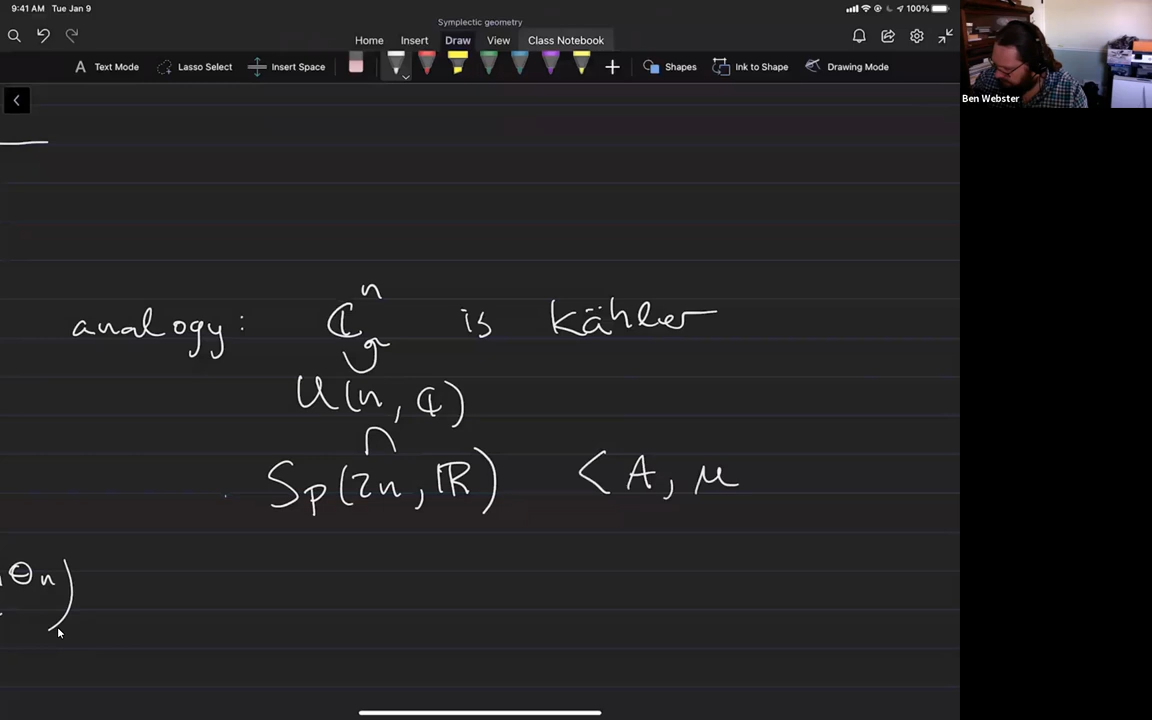 9:41 AM Tue Jan 9
100%
Symplectic geometry
Home Insert Draw View Class Notebook
Text Mode Lasso Select Insert Space Shapes Ink to Shape Drawing Mode
Ben Webster
analogy: ℂⁿ is Kähler
U(n, ℂ)
∩
Sp(2n, ℝ) < A, μ
θn)